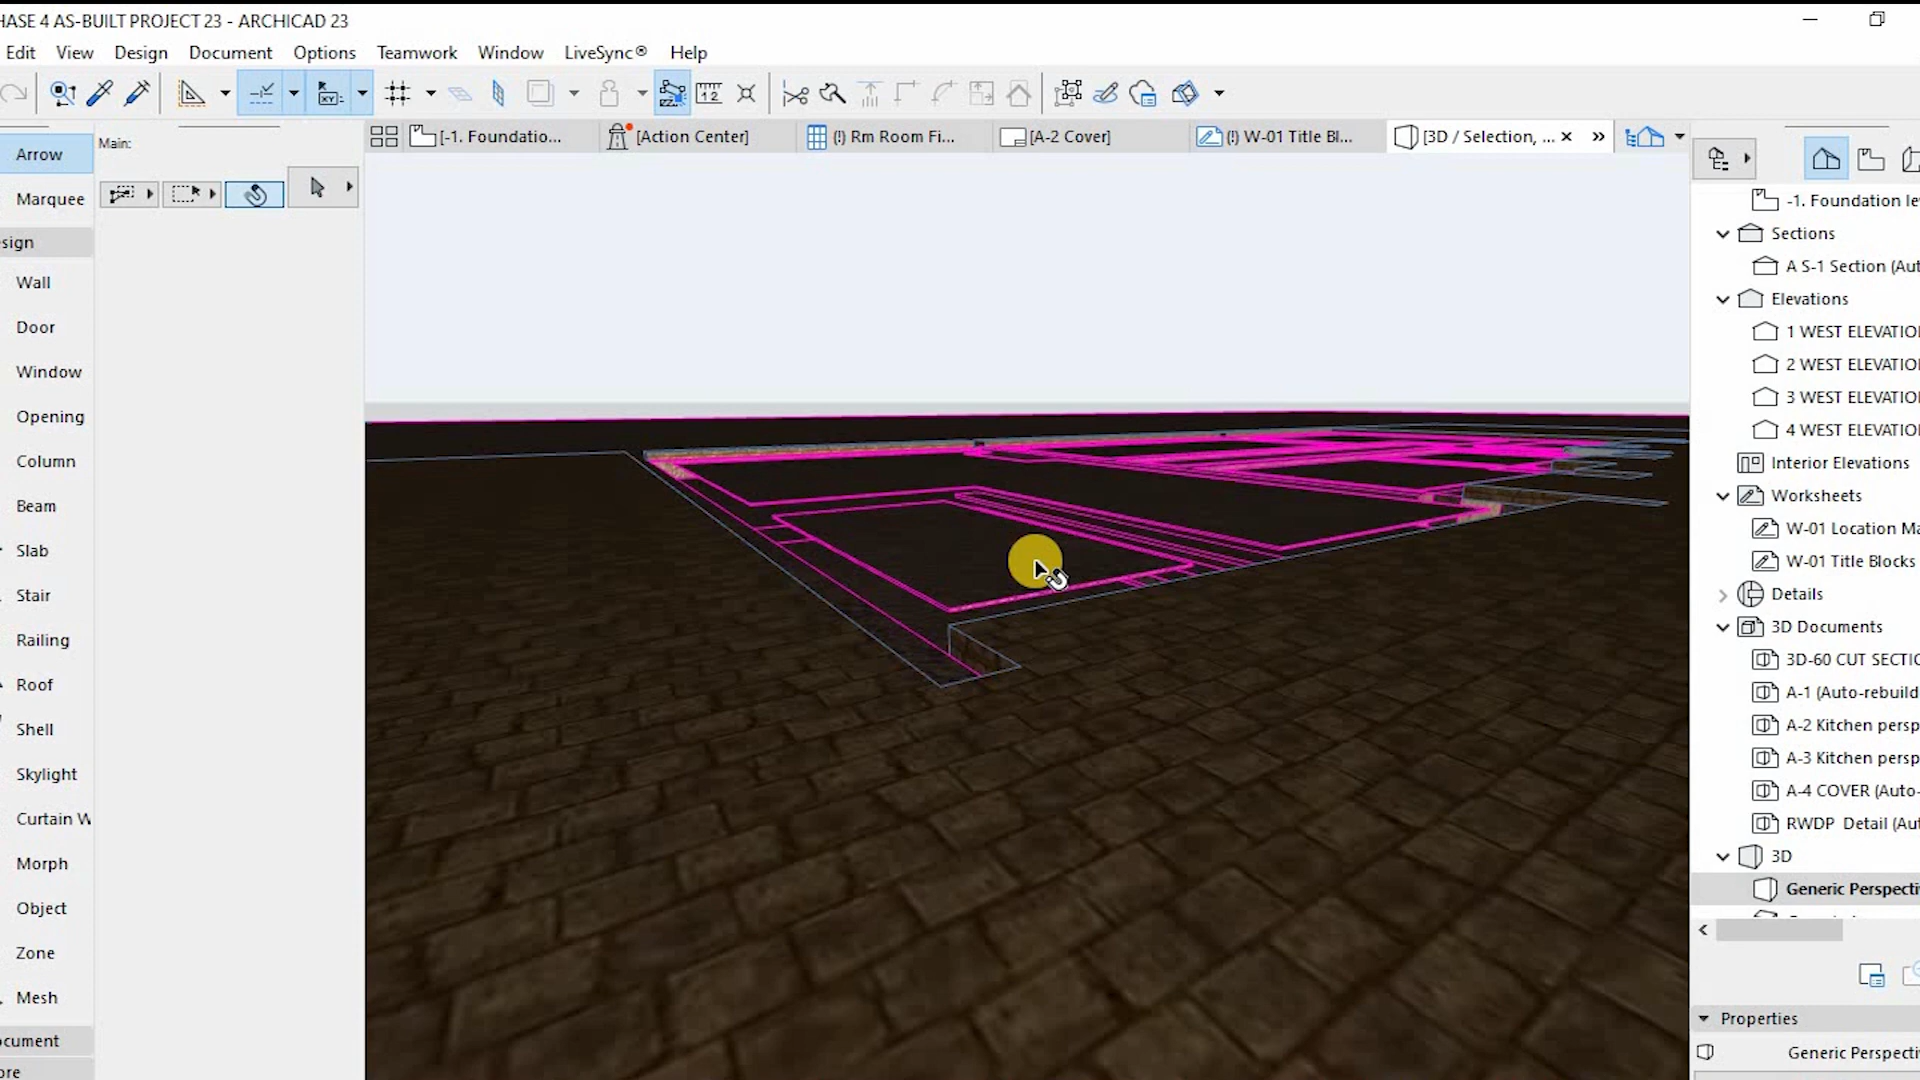 HASE 4 AS-BUILT PROJECT 23 - ARCHICAD 23
Edit View Design Document Options Teamwork Window LiveSync® Help
[-1. Foundatio... [Action Center] (!) Rm Room Fi... [A-2 Cover] (!) W-01 Title Bl... [3D / Selection, ...
Main:
Arrow
Marquee
sign
Wall
Door
Window
Opening
Column
Beam
Slab
Stair
Railing
Roof
Shell
Skylight
Curtain W
Morph
Object
Zone
Mesh
ocument
ore
-1. Foundation le
Sections
A S-1 Section (Aut
Elevations
1 WEST ELEVATIO
2 WEST ELEVATIO
3 WEST ELEVATIO
4 WEST ELEVATIO
Interior Elevations
Worksheets
W-01 Location Ma
W-01 Title Blocks
Details
3D Documents
3D-60 CUT SECTIO
A-1 (Auto-rebuild
A-2 Kitchen persp
A-3 Kitchen persp
A-4 COVER (Auto-
RWDP Detail (Aut
3D
Generic Perspecti
Properties
Generic Perspecti